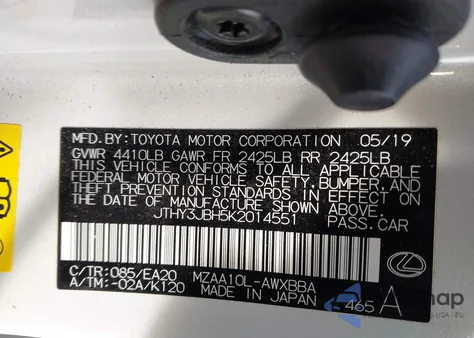 MFD.BY:TOYOTA MOTOR CORPORATION 05/19
GVWR 4410LB GAWR FR 2425LB RR 2425LB
THIS VEHICLE CONFORMS TO ALL APPLICABLE
FEDERAL MOTOR VEHICLE SAFETY,BUMPER,AND
THEFT PREVENTION STANDARDS IN EFFECT
ON THE DATE OF MANUFACTURE SHOWN ABOVE.
JTHY3JBH5K2014551 PASS.CAR
C/TR:085/EA20 MZAA10L-AWXBBA
A/TM:-02A/K120 MADE IN JAPAN
465 A